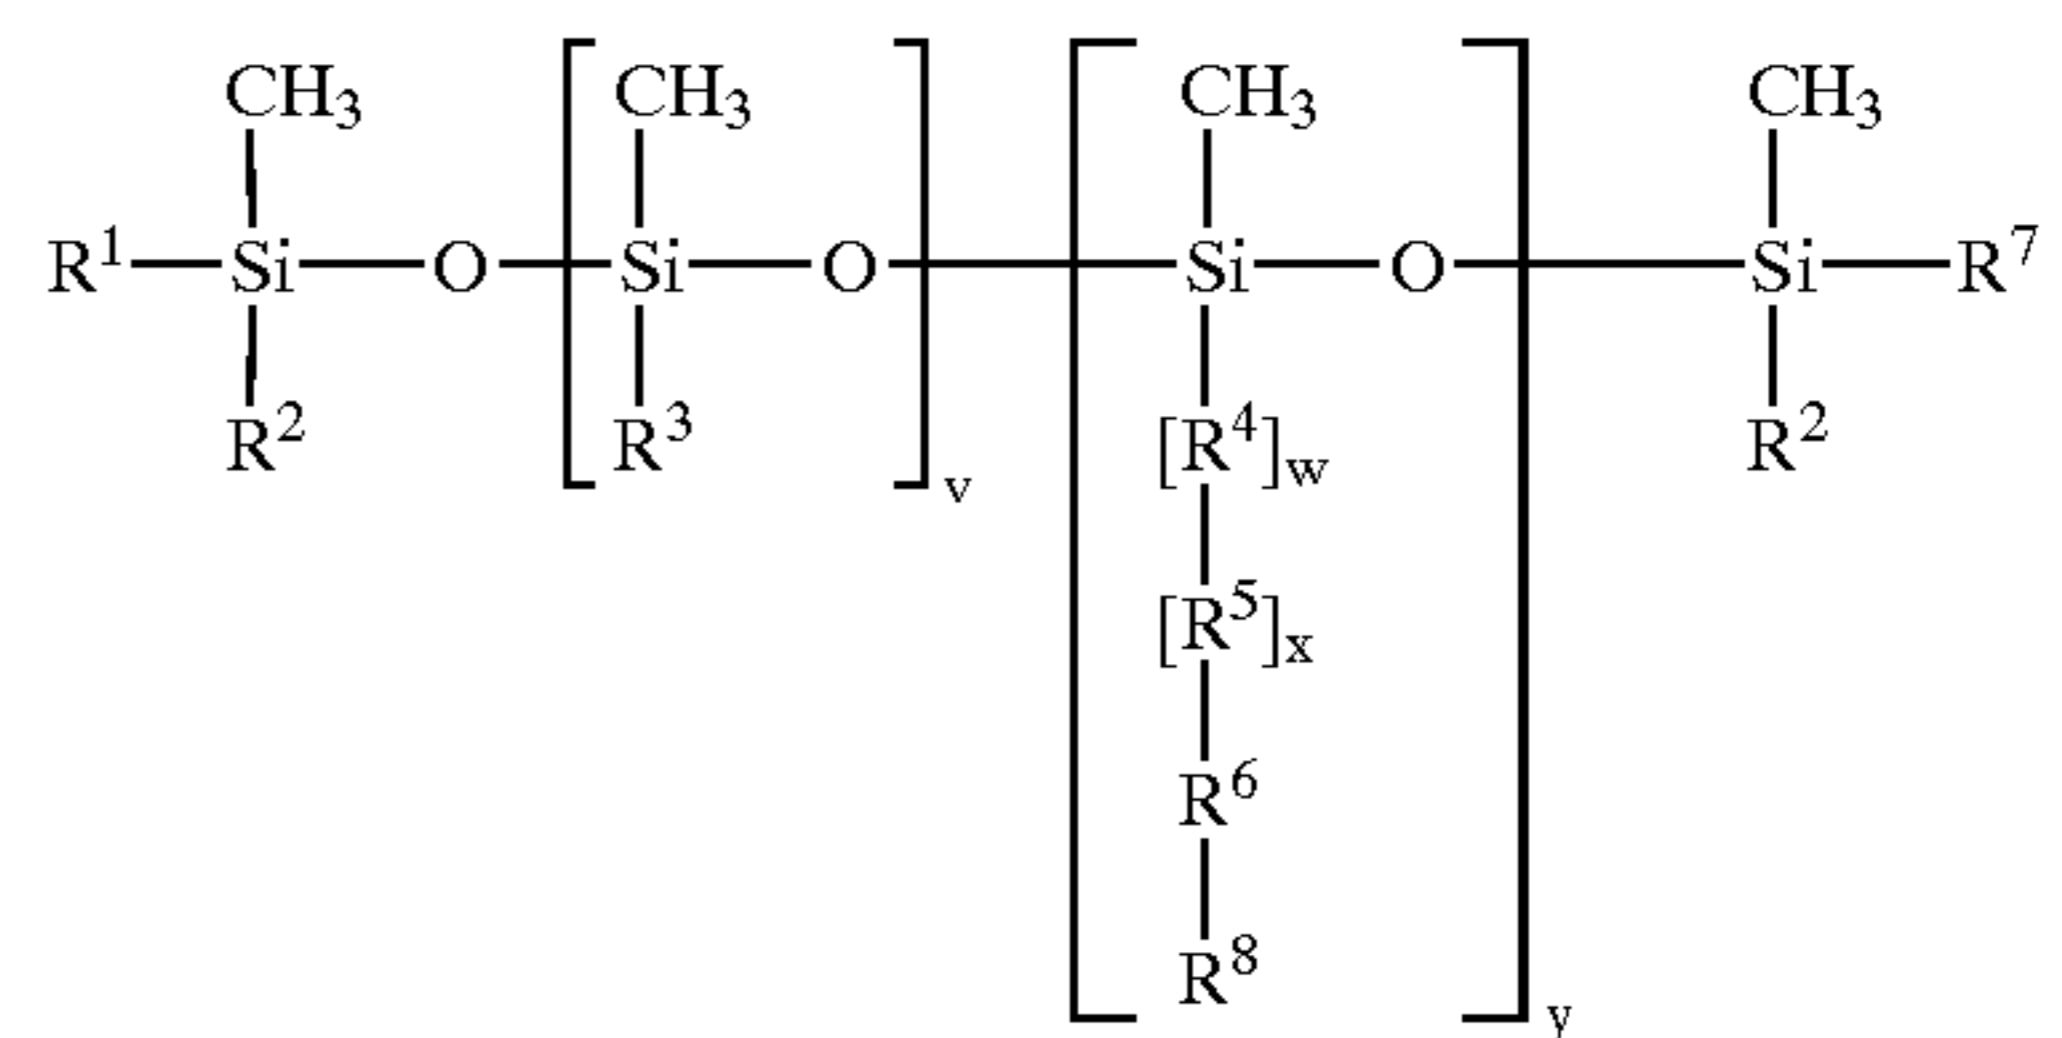 CH₃ CH₃ CH₃ CH₃
R¹ Si O Si O Si O Si R⁷
R² R³ [R⁴]w R²
v
[R⁵]x
R⁶
R⁸
y